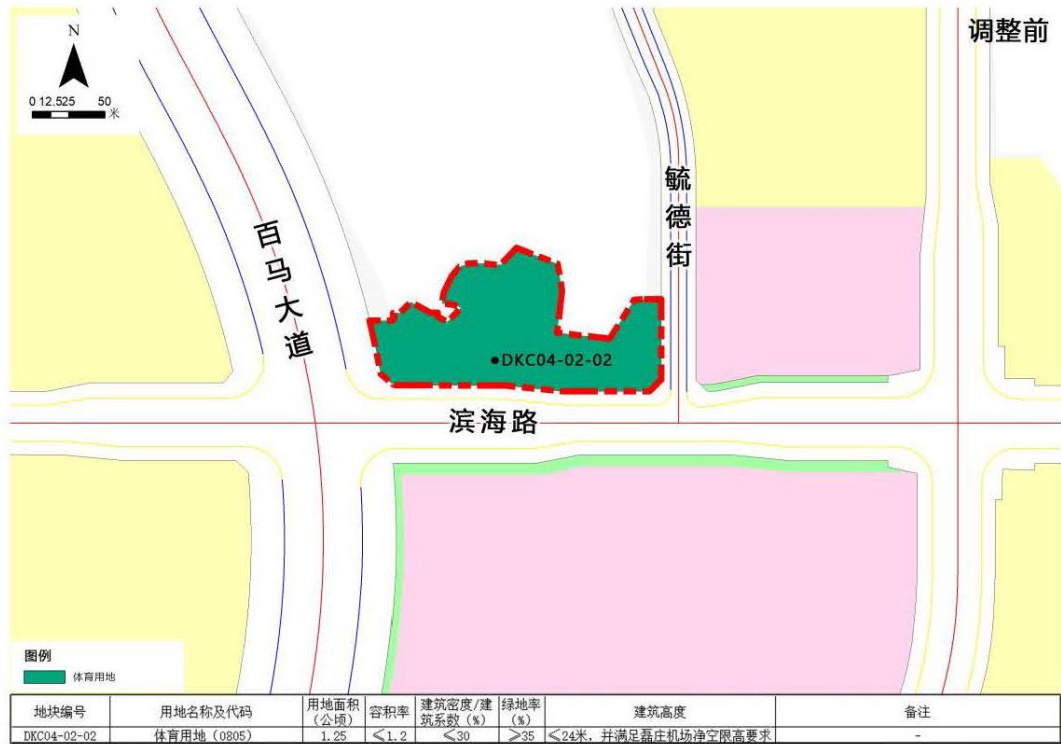 调整前
N
0 12.525 50
米
毓德街
百马大道
DKC04-02-02
滨海路
图例
体育用地
地块编号 用地名称及代码 用地面积（公顷） 容积率 建筑密度/建筑系数（%） 绿地率（%） 建筑高度 备注
DKC04-02-02 体育用地（0805） 1.25 ≤1.2 ≤30 ≥35 ≤24米，并满足磊庄机场净空限高要求 -